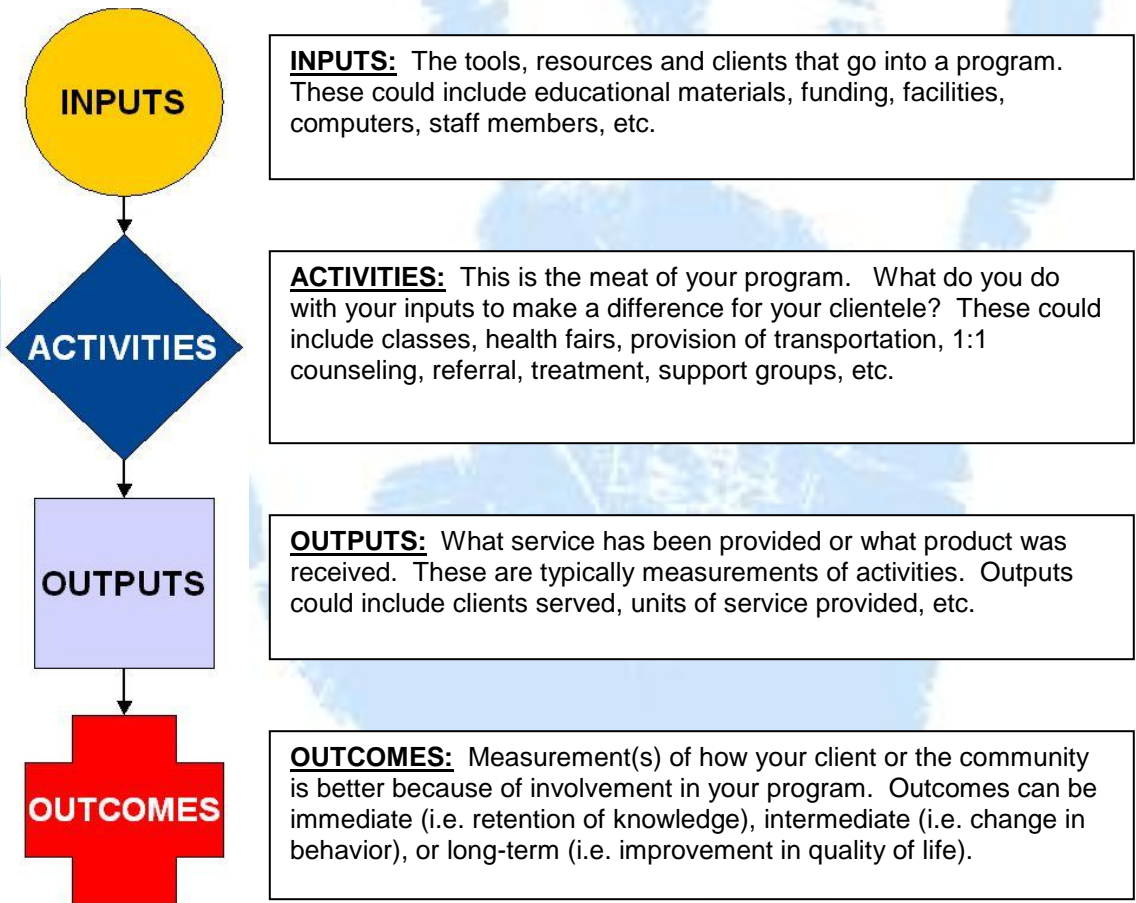 INPUTS
INPUTS: The tools, resources and clients that go into a program.
These could include educational materials, funding, facilities,
computers, staff members, etc.
ACTIVITIES
ACTIVITIES: This is the meat of your program. What do you do
with your inputs to make a difference for your clientele? These could
include classes, health fairs, provision of transportation, 1:1
counseling, referral, treatment, support groups, etc.
OUTPUTS
OUTPUTS: What service has been provided or what product was
received. These are typically measurements of activities. Outputs
could include clients served, units of service provided, etc.
OUTCOMES
OUTCOMES: Measurement(s) of how your client or the community
is better because of involvement in your program. Outcomes can be
immediate (i.e. retention of knowledge), intermediate (i.e. change in
behavior), or long-term (i.e. improvement in quality of life).